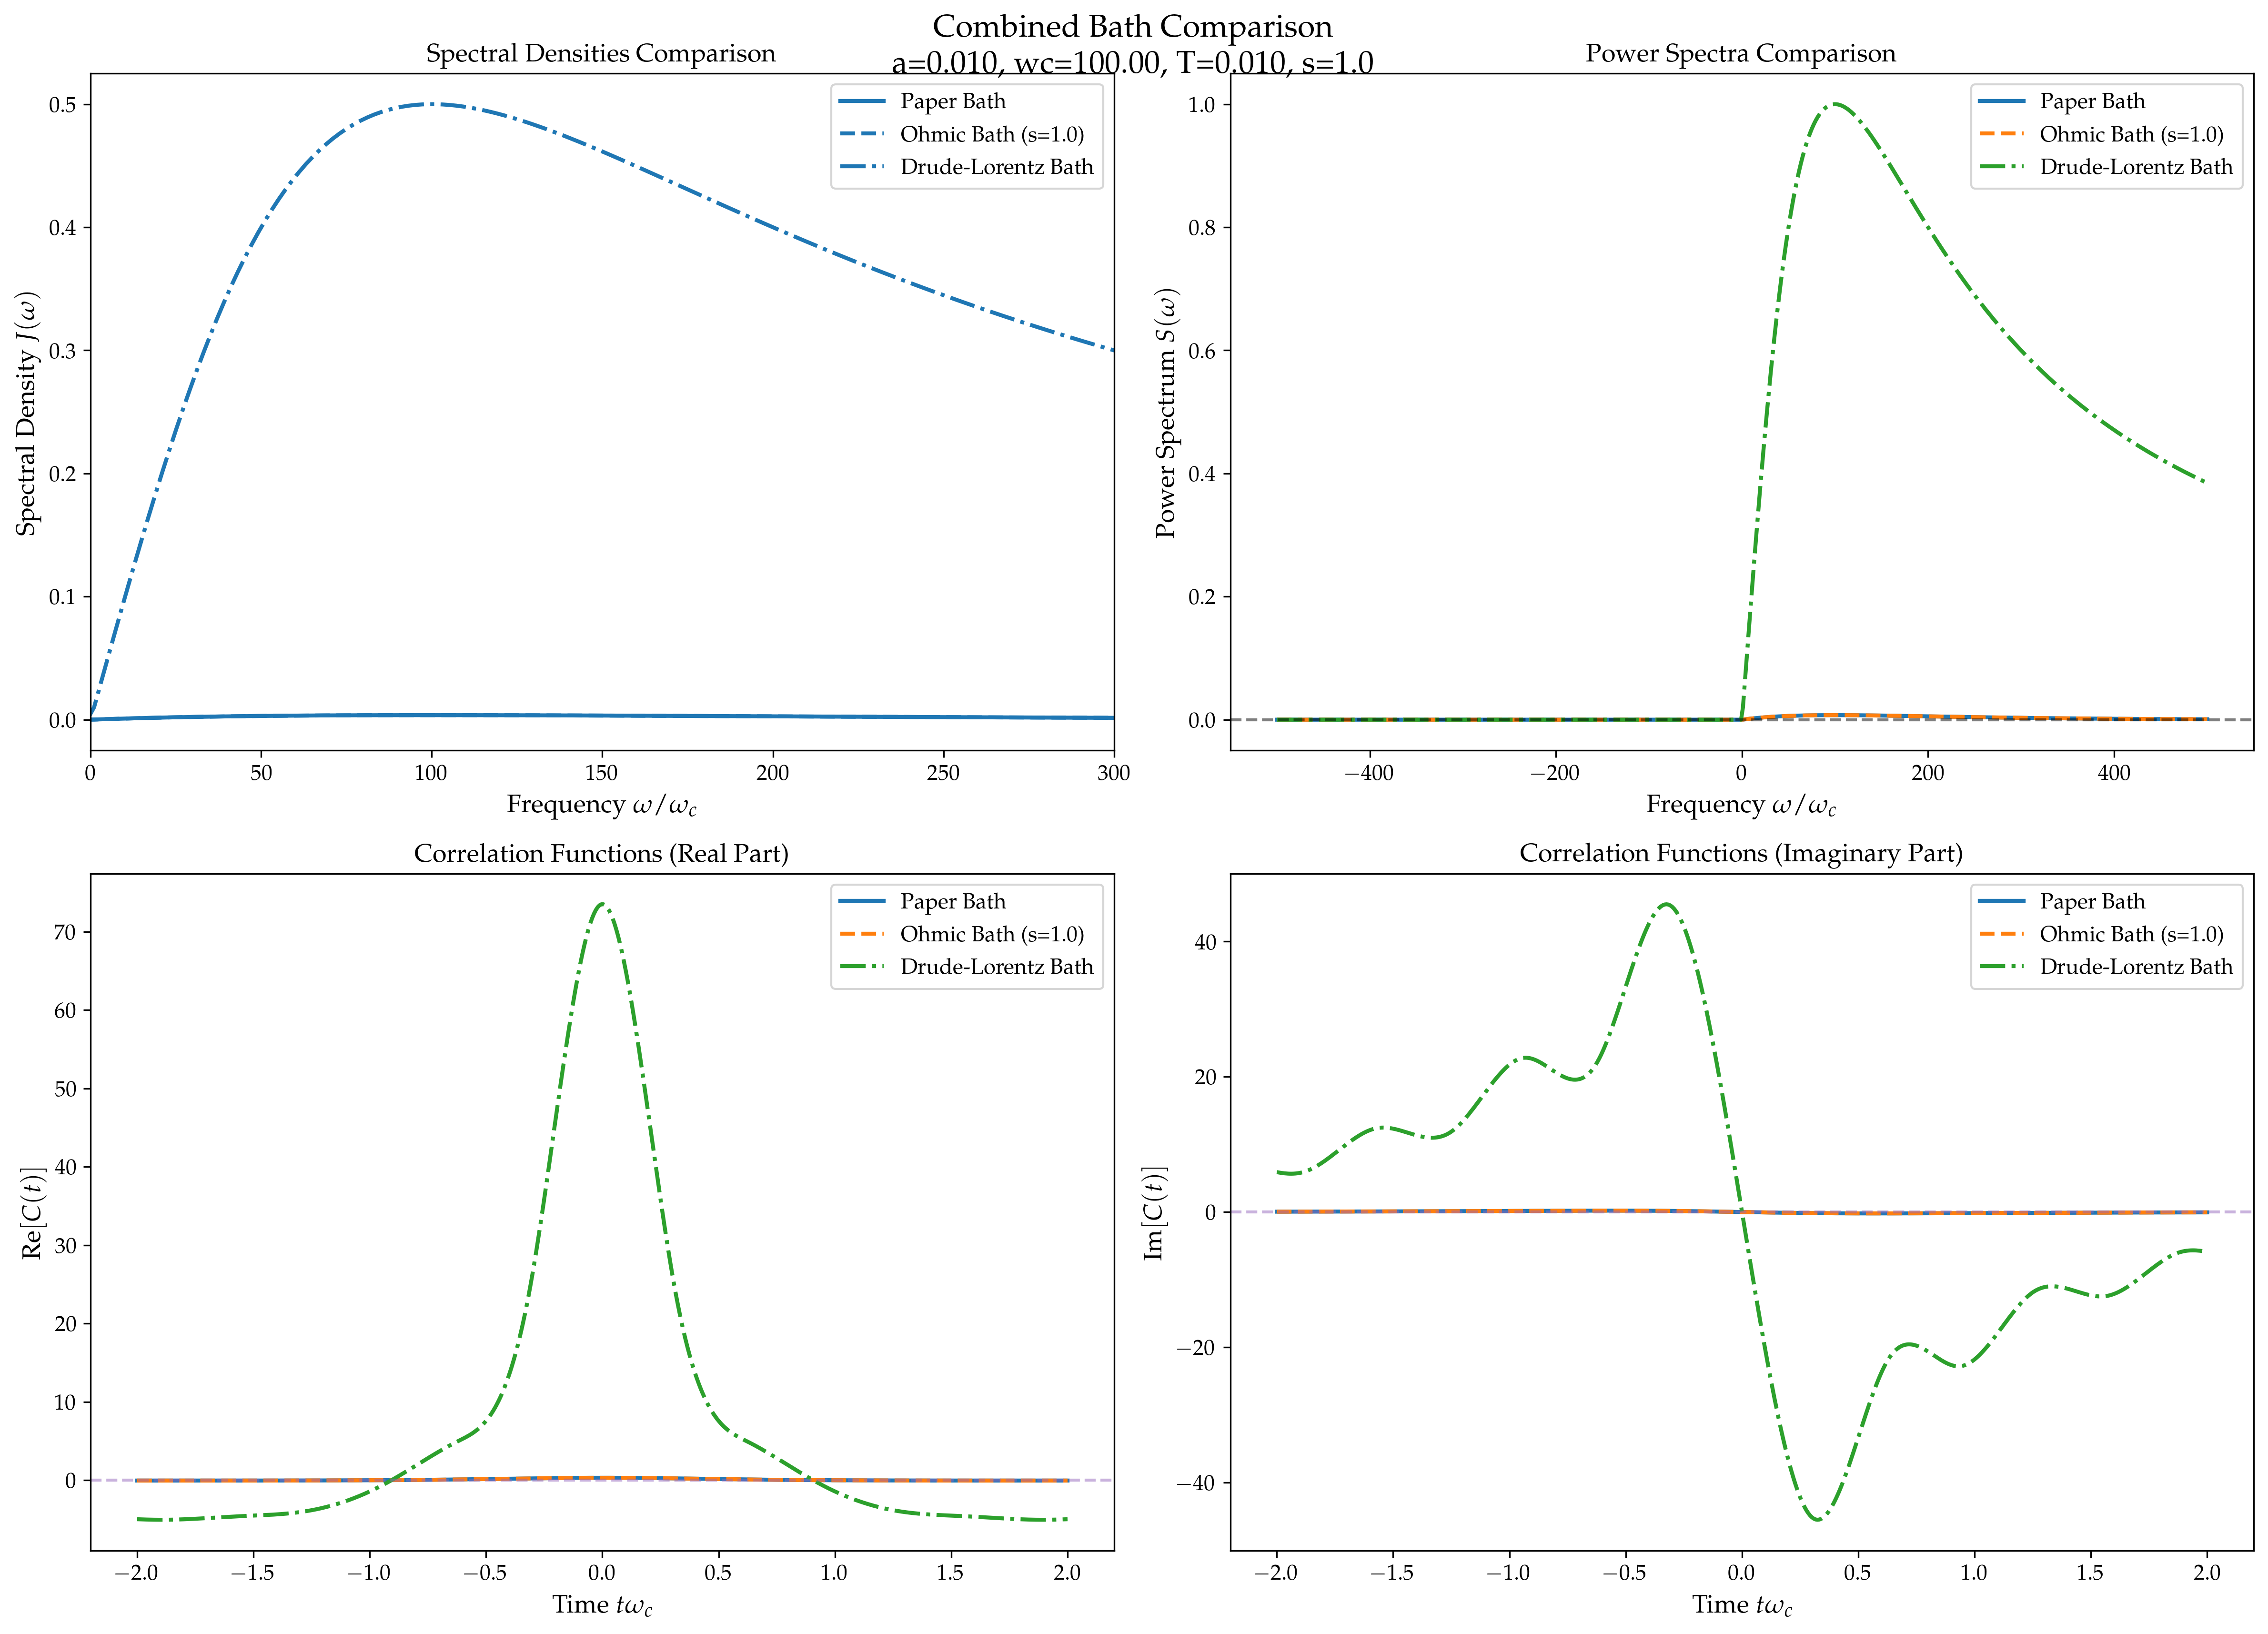 Combined Bath Comparison
a=0.010, wc=100.00, T=0.010, s=1.0
Spectral Densities Comparison
Paper Bath
Ohmic Bath (s=1.0)
Drude-Lorentz Bath
Spectral Density J(ω)
0.5
0.4
0.3
0.2
0.1
0.0
0 50 100 150 200 250 300
Frequency ω/ω_c
Power Spectra Comparison
Paper Bath
Ohmic Bath (s=1.0)
Drude-Lorentz Bath
Power Spectrum S(ω)
1.0
0.8
0.6
0.4
0.2
0.0
−400 −200 0 200 400
Frequency ω/ω_c
Correlation Functions (Real Part)
Paper Bath
Ohmic Bath (s=1.0)
Drude-Lorentz Bath
Re[C(t)]
70
60
50
40
30
20
10
0
−2.0 −1.5 −1.0 −0.5 0.0 0.5 1.0 1.5 2.0
Time tω_c
Correlation Functions (Imaginary Part)
Paper Bath
Ohmic Bath (s=1.0)
Drude-Lorentz Bath
Im[C(t)]
40
20
0
−20
−40
−2.0 −1.5 −1.0 −0.5 0.0 0.5 1.0 1.5 2.0
Time tω_c